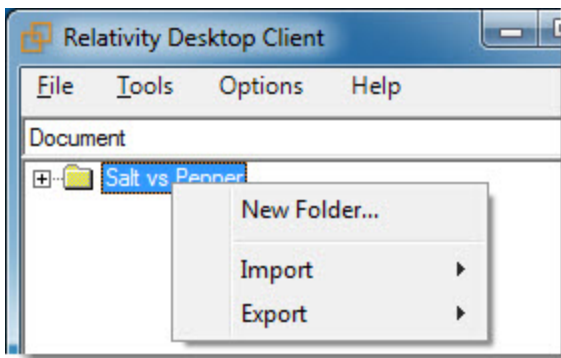 Relativity Desktop Client
File Tools Options Help
Document
Salt vs Pepper
New Folder...
Import
Export